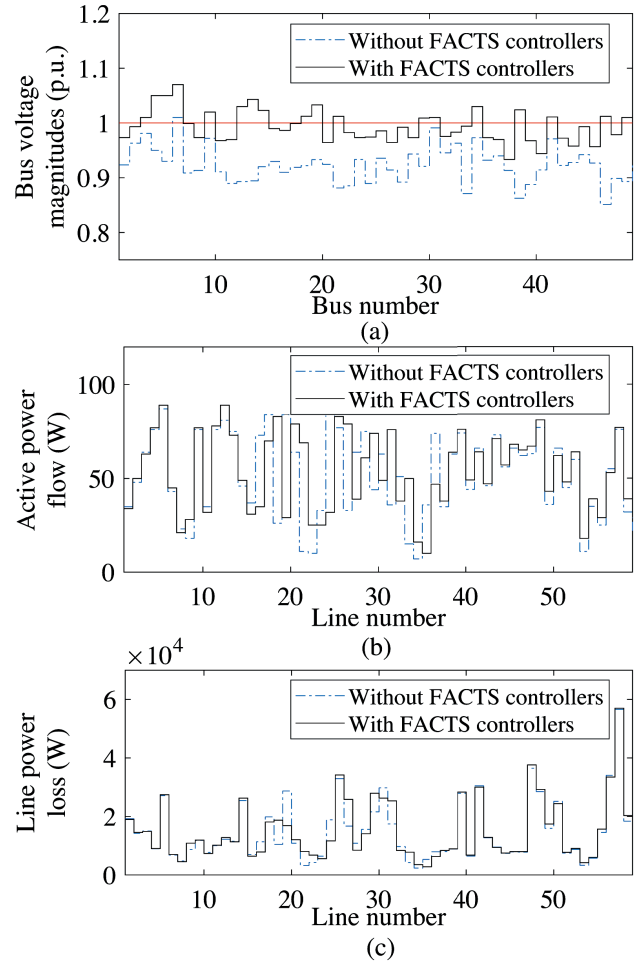 1.2
1.1
1
0.9
0.8
Bus voltage
magnitudes (p.u.)
Without FACTS controllers
With FACTS controllers
10
20
30
40
Bus number
(a)
100
50
0
Active power
flow (W)
Without FACTS controllers
With FACTS controllers
10
20
30
40
50
Line number
(b)
×10⁴
6
4
2
0
Line power
loss (W)
Without FACTS controllers
With FACTS controllers
10
20
30
40
50
Line number
(c)